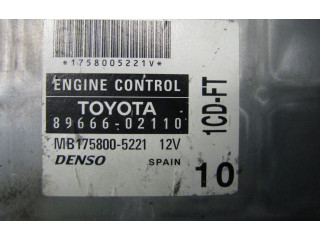 *1758005221V*
ENGINE CONTROL
TOYOTA
89666-02110
MB175800-5221 12V
DENSO SPAIN
1CD-FT
10